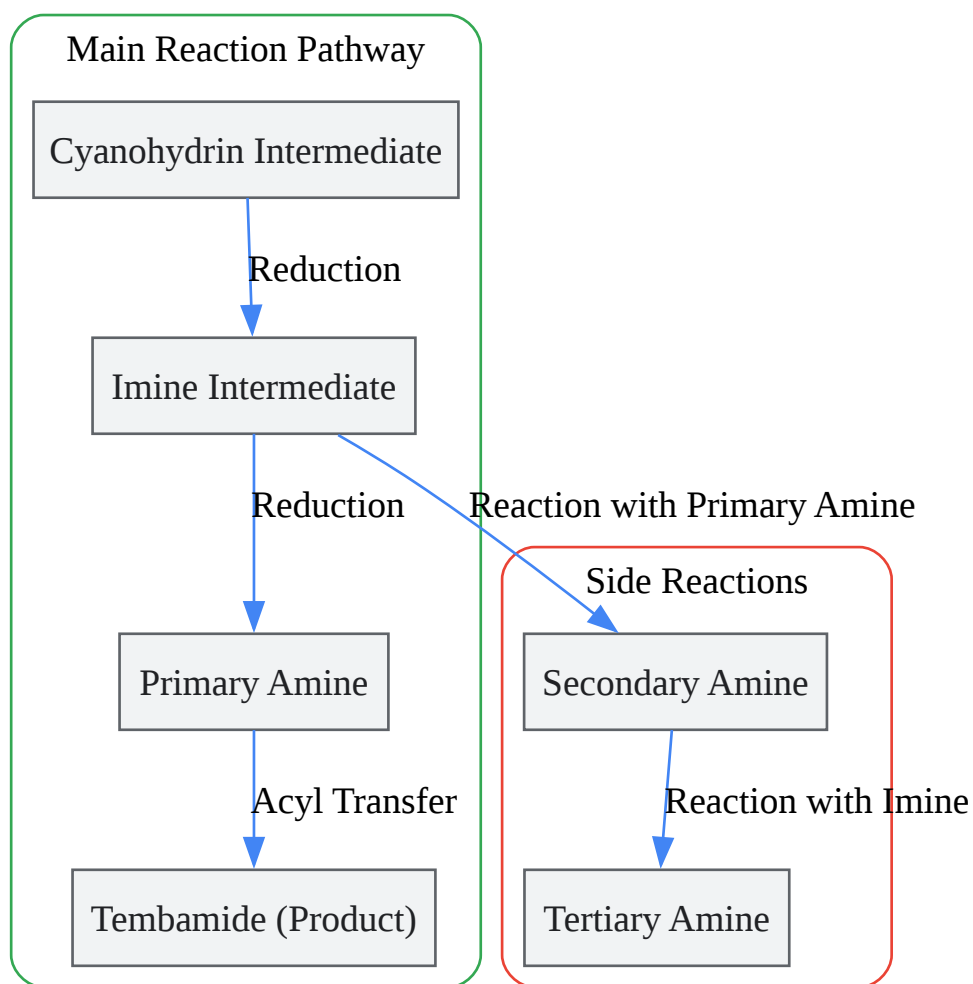 Main Reaction Pathway
Cyanohydrin Intermediate
Reduction
Imine Intermediate
Reduction
Reaction with Primary Amine
Side Reactions
Primary Amine
Secondary Amine
Acyl Transfer
Reaction with Imine
Tembamide (Product)
Tertiary Amine